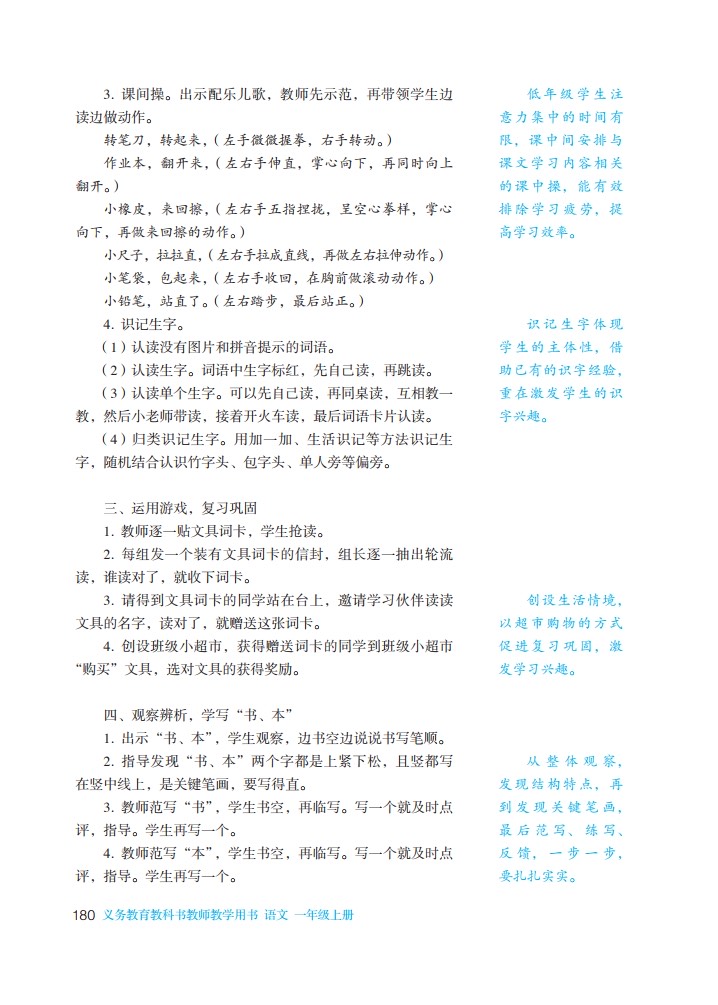 3. 课间操。出示配乐儿歌，教师先示范，再带领学生边
读边做动作。
转笔刀，转起来，（左手微微握拳，右手转动。）
作业本，翻开来，（左右手伸直，掌心向下，再同时向上
翻开。）
小橡皮，来回擦，（左右手五指捏拢，呈空心拳样，掌心
向下，再做来回擦的动作。）
小尺子，拉拉直，（左右手拉成直线，再做左右拉伸动作。）
小笔袋，包起来，（左右手收回，在胸前做滚动动作。）
小铅笔，站直了。（左右踏步，最后站正。）
4. 识记生字。
（1）认读没有图片和拼音提示的词语。
（2）认读生字。词语中生字标红，先自己读，再跳读。
（3）认读单个生字。可以先自己读，再同桌读，互相教一
教，然后小老师带读，接着开火车读，最后词语卡片认读。
（4）归类识记生字。用加一加、生活识记等方法识记生
字，随机结合认识竹字头、包字头、单人旁等偏旁。
三、运用游戏，复习巩固
1. 教师逐一贴文具词卡，学生抢读。
2. 每组发一个装有文具词卡的信封，组长逐一抽出轮流
读，谁读对了，就收下词卡。
3. 请得到文具词卡的同学站在台上，邀请学习伙伴读读
文具的名字，读对了，就赠送这张词卡。
4. 创设班级小超市，获得赠送词卡的同学到班级小超市
“购买”文具，选对文具的获得奖励。
四、观察辨析，学写“书、本”
1. 出示“书、本”，学生观察，边书空边说说书写笔顺。
2. 指导发现“书、本”两个字都是上紧下松，且竖都写
在竖中线上，是关键笔画，要写得直。
3. 教师范写“书”，学生书空，再临写。写一个就及时点
评，指导。学生再写一个。
4. 教师范写“本”，学生书空，再临写。写一个就及时点
评，指导。学生再写一个。
低年级学生注
意力集中的时间有
限，课中间安排与
课文学习内容相关
的课中操，能有效
排除学习疲劳，提
高学习效率。
识记生字体现
学生的主体性，借
助已有的识字经验，
重在激发学生的识
字兴趣。
创设生活情境，
以超市购物的方式
促进复习巩固，激
发学习兴趣。
从整体观察，
发现结构特点，再
到发现关键笔画，
最后范写、练写、
反馈，一步一步，
要扎扎实实。
180 义务教育教科书教师教学用书 语文 一年级上册